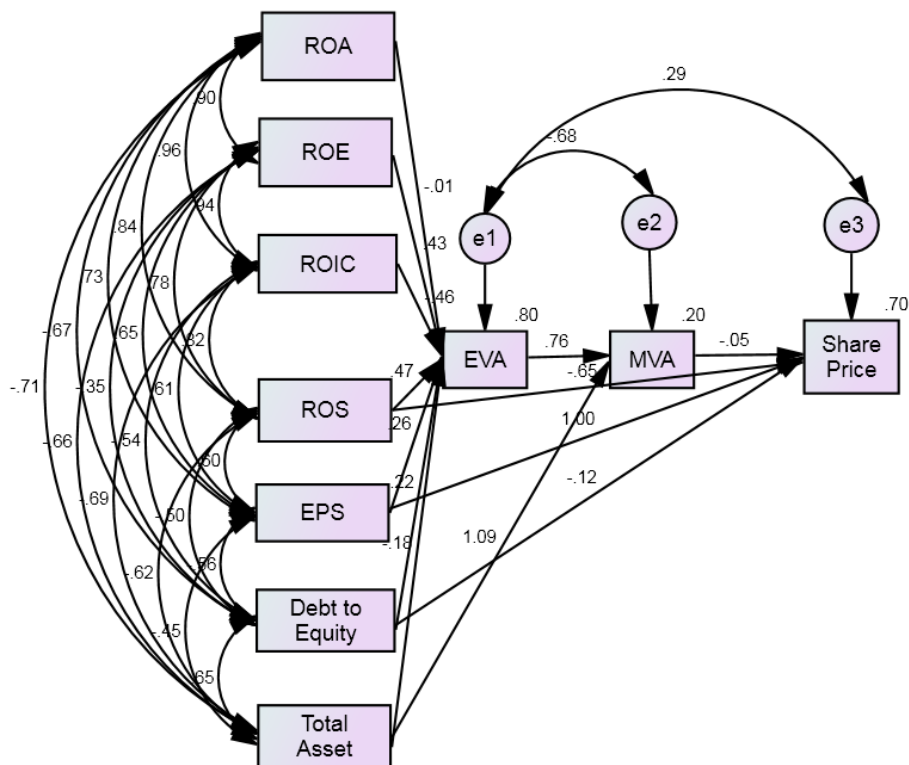 ROA
.29
.90
-.68
ROE
.96
-.01
.94
e1
e2
e3
.84
.43
ROIC
.73
.78
-.46
.80
.20
.70
-.67
.65
.82
EVA
.76
MVA
-.05
Share
Price
-.71
-.35
.61
.47
-.65
ROS
.26
1.00
-.66
-.54
.60
-.69
.22
-.12
EPS
-.50
-.18
1.09
-.56
-.62
Debt to
Equity
-.45
.65
Total
Asset